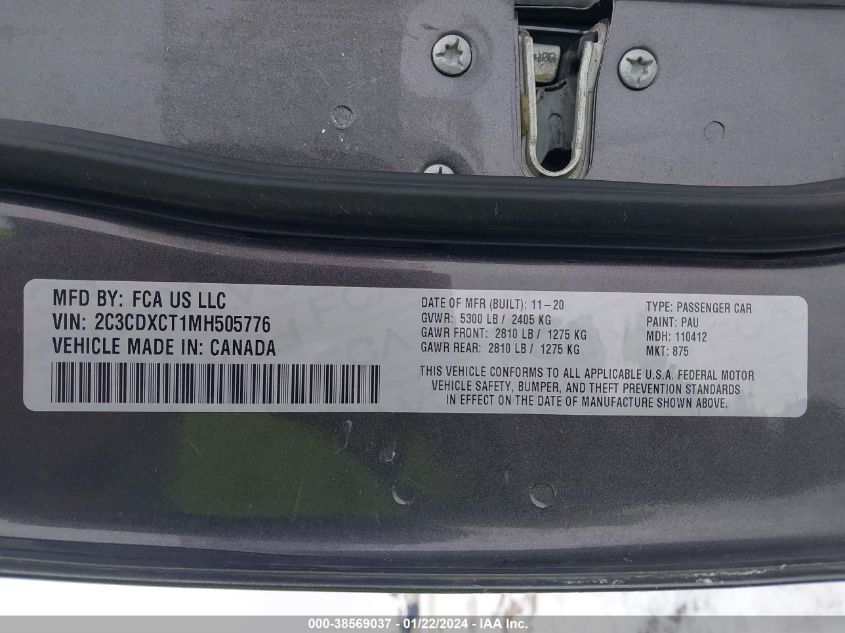 MFD BY: FCA US LLC
VIN: 2C3CDXCT1MH505776
VEHICLE MADE IN: CANADA
DATE OF MFR (BUILT): 11-20
GVWR: 5300 LB / 2405 KG
GAWR FRONT: 2810 LB / 1275 KG
GAWR REAR: 2810 LB / 1275 KG
TYPE: PASSENGER CAR
PAINT: PAU
MDH: 110412
MKT: 875
THIS VEHICLE CONFORMS TO ALL APPLICABLE U.S.A. FEDERAL MOTOR
VEHICLE SAFETY, BUMPER, AND THEFT PREVENTION STANDARDS
IN EFFECT ON THE DATE OF MANUFACTURE SHOWN ABOVE.
000-38569037 - 01/22/2024 - IAAI Inc.